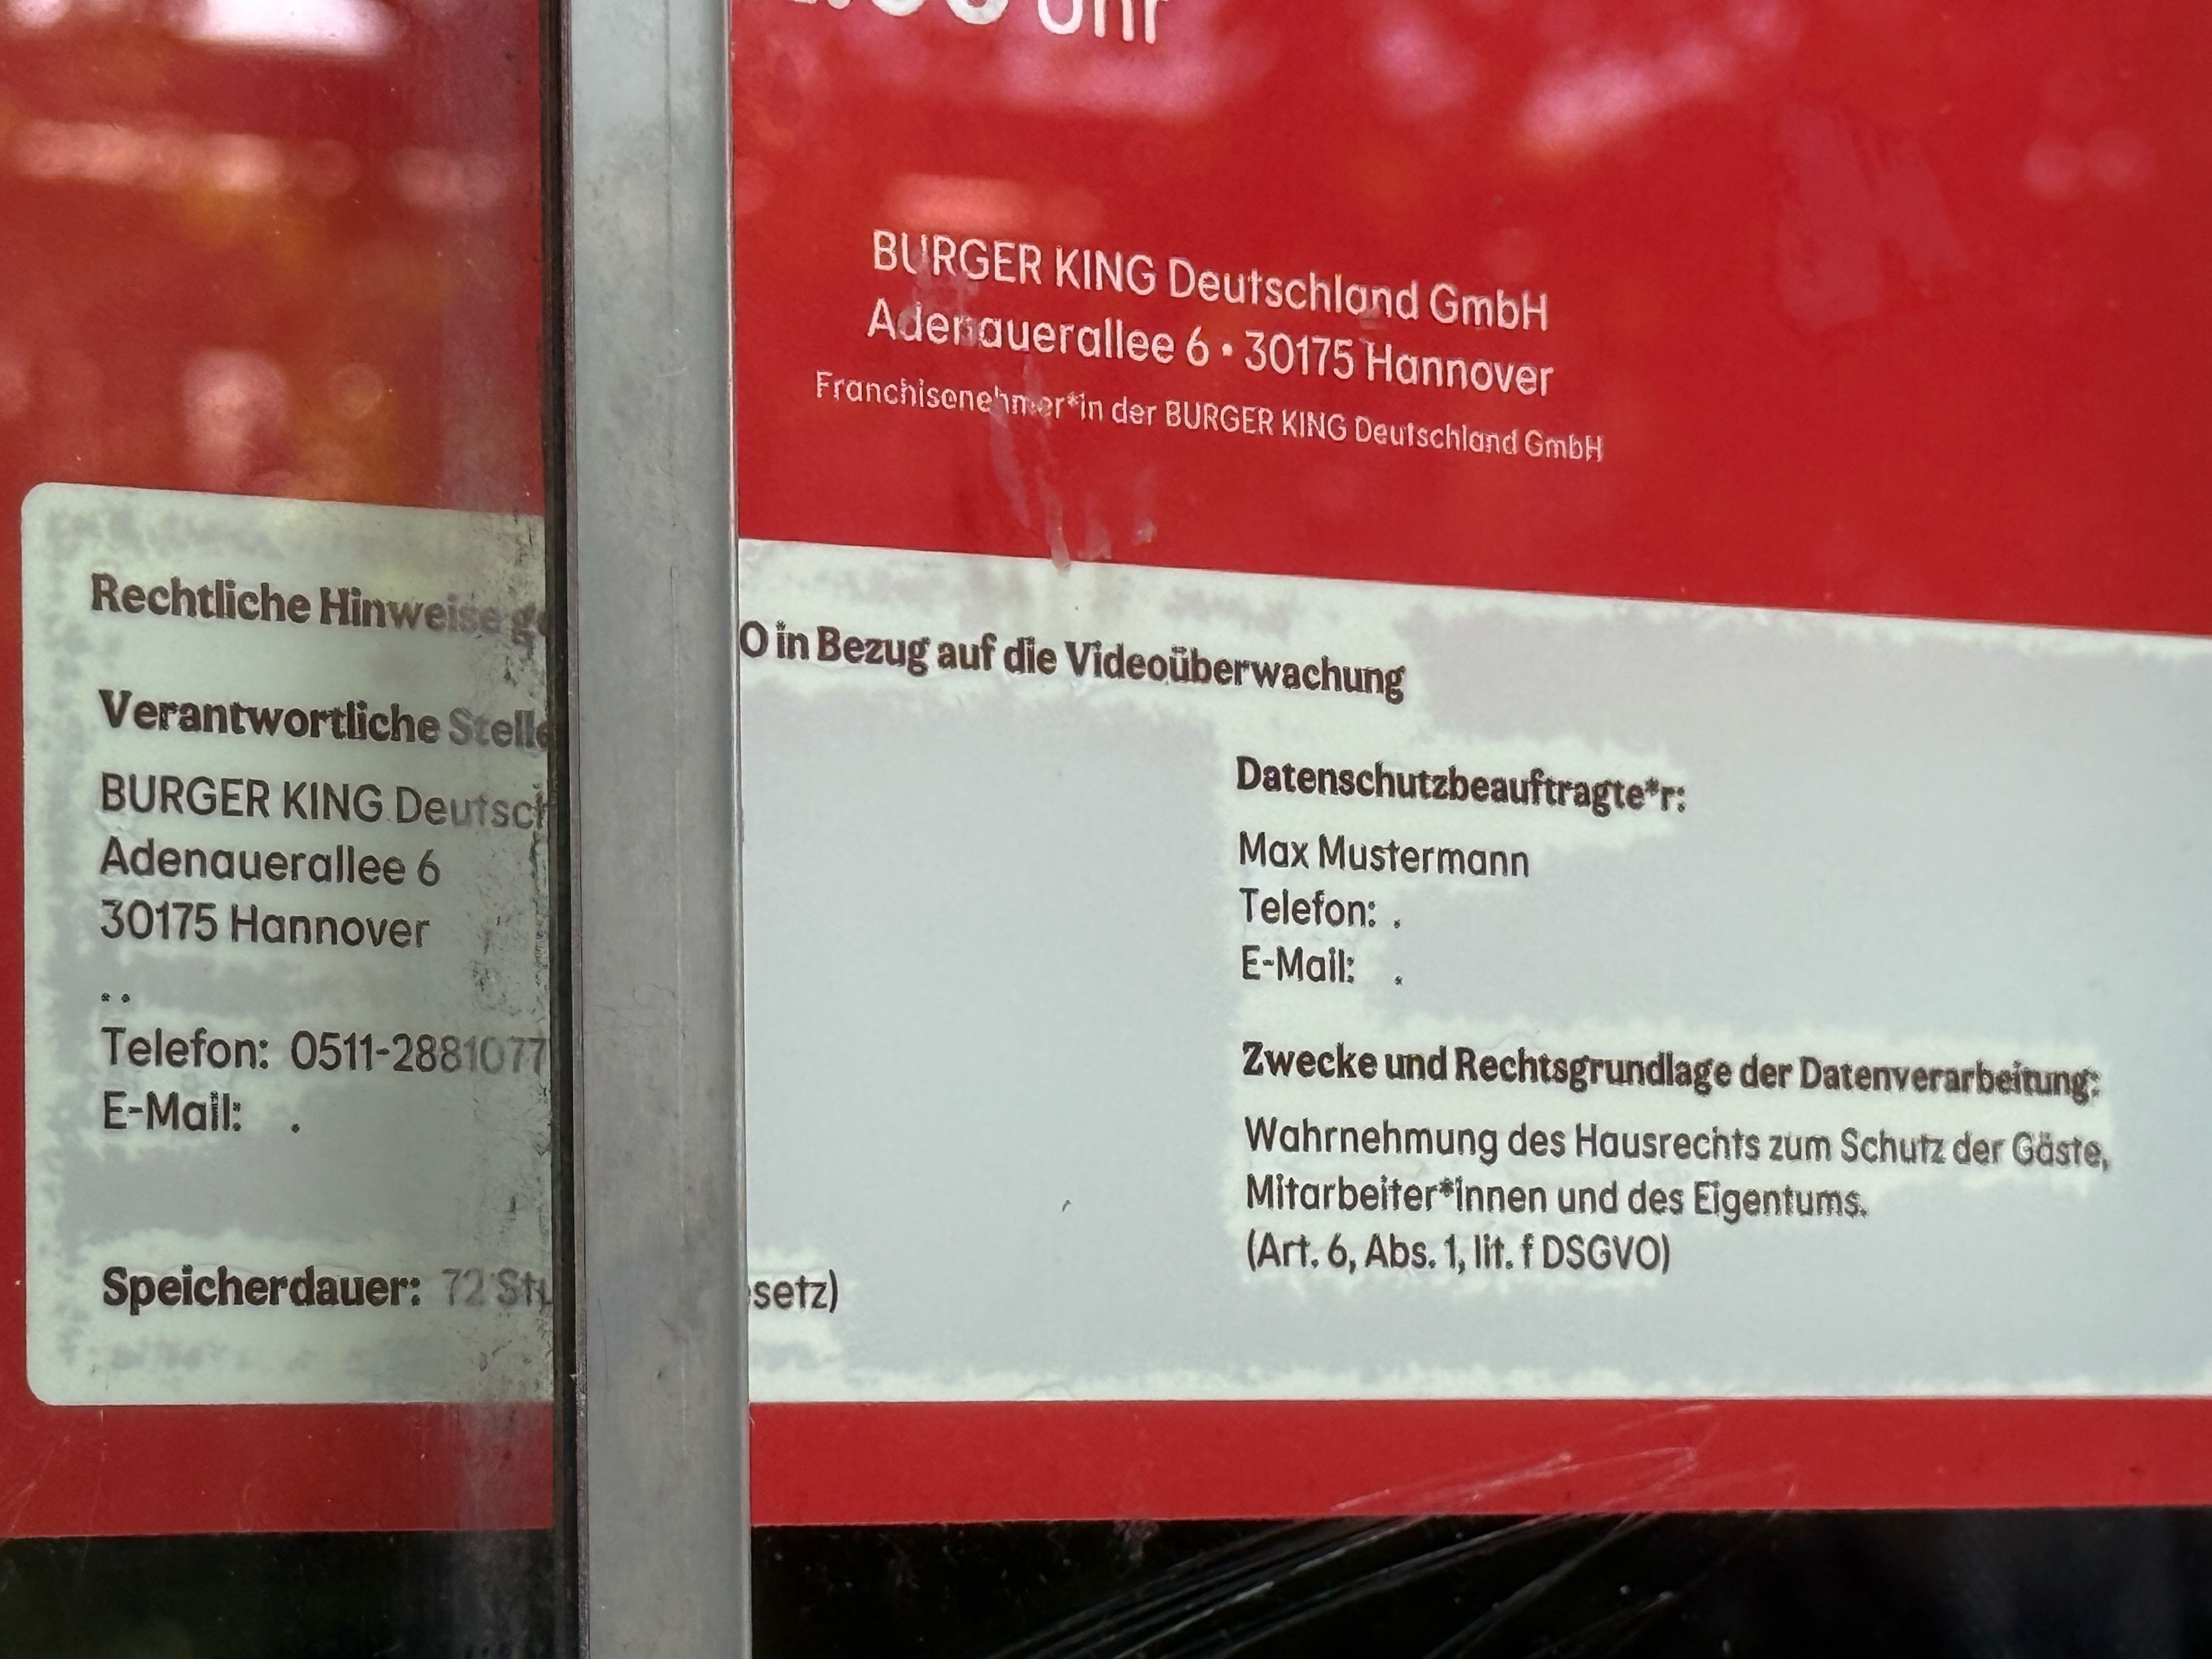 Uhr
BURGER KING Deutschland GmbH
Adenauerallee 6 • 30175 Hannover
Franchisenehmer*in der BURGER KING Deutschland GmbH
Rechtliche Hinweise
in Bezug auf die Videoüberwachung
Verantwortliche Stelle
BURGER KING Deutsch
Adenauerallee 6
30175 Hannover
..
Telefon: 0511-2881077
E-Mail: .
Speicherdauer: 72
Datenschutzbeauftragte*r:
Max Mustermann
Telefon: .
E-Mail: .
Zwecke und Rechtsgrundlage der Datenverarbeitung:
Wahrnehmung des Hausrechts zum Schutz der Gäste,
Mitarbeiter*innen und des Eigentums.
(Art. 6, Abs. 1, lit. f DSGVO)